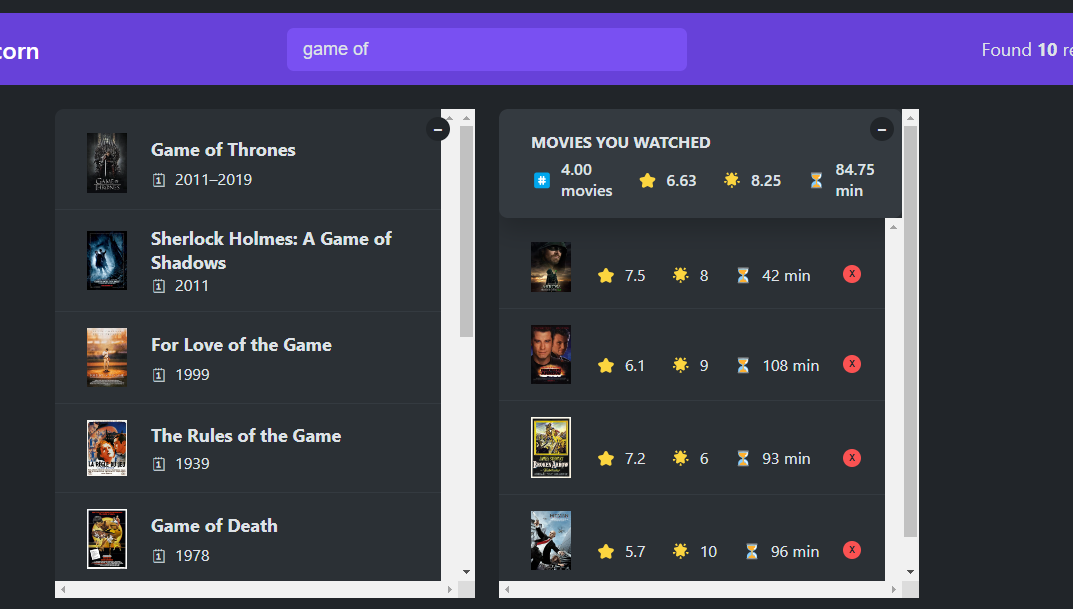 corn
game of
Found 10 re
Game of Thrones
2011–2019
Sherlock Holmes: A Game of
Shadows
2011
For Love of the Game
1999
The Rules of the Game
1939
Game of Death
1978
MOVIES YOU WATCHED
4.00
movies
6.63
8.25
84.75
min
7.5 8 42 min X
6.1 9 108 min X
7.2 6 93 min X
5.7 10 96 min X